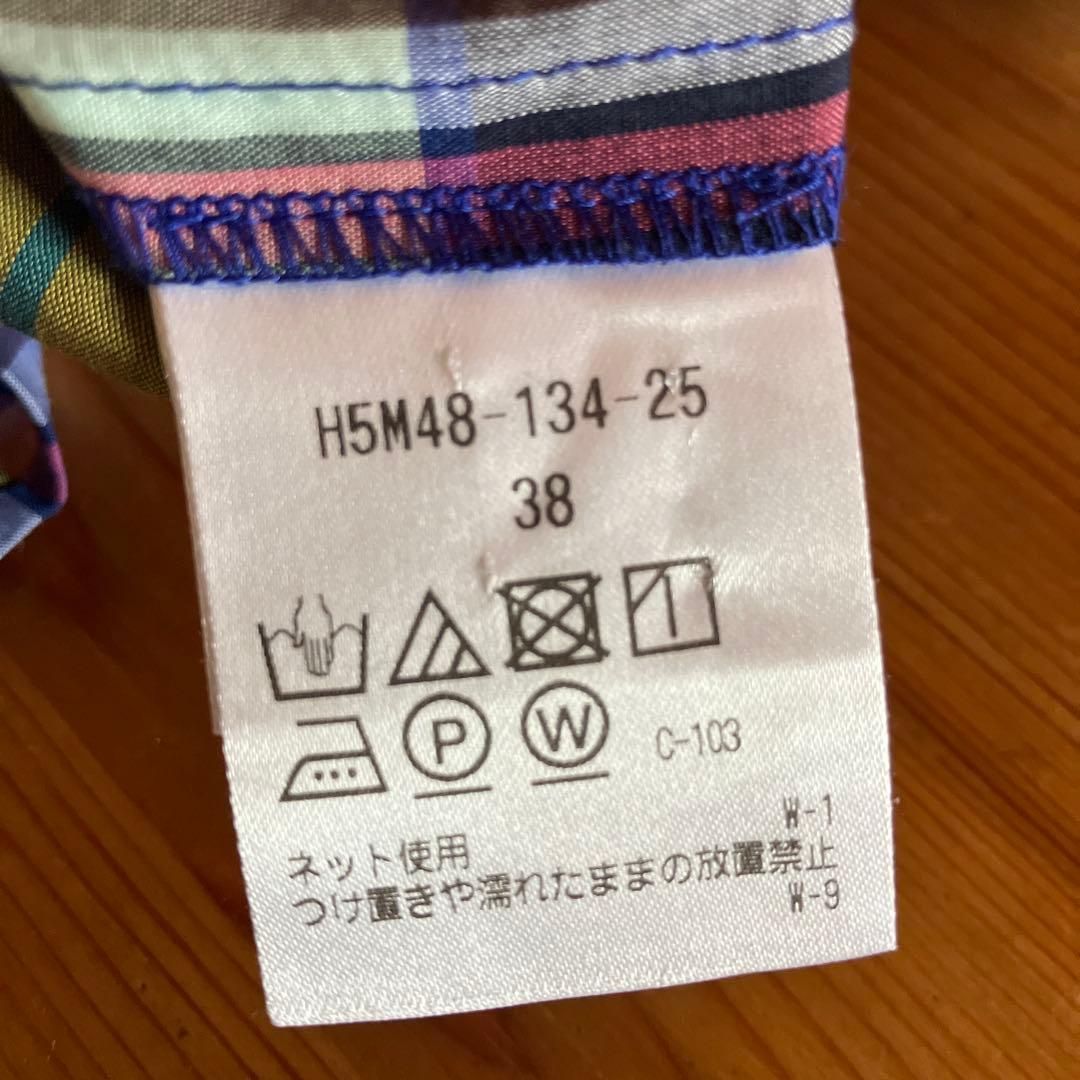 H5M48-134-25
38
P
W
C-103
W-1
ネット使用
つけ置きや濡れたままの放置禁止
W-9